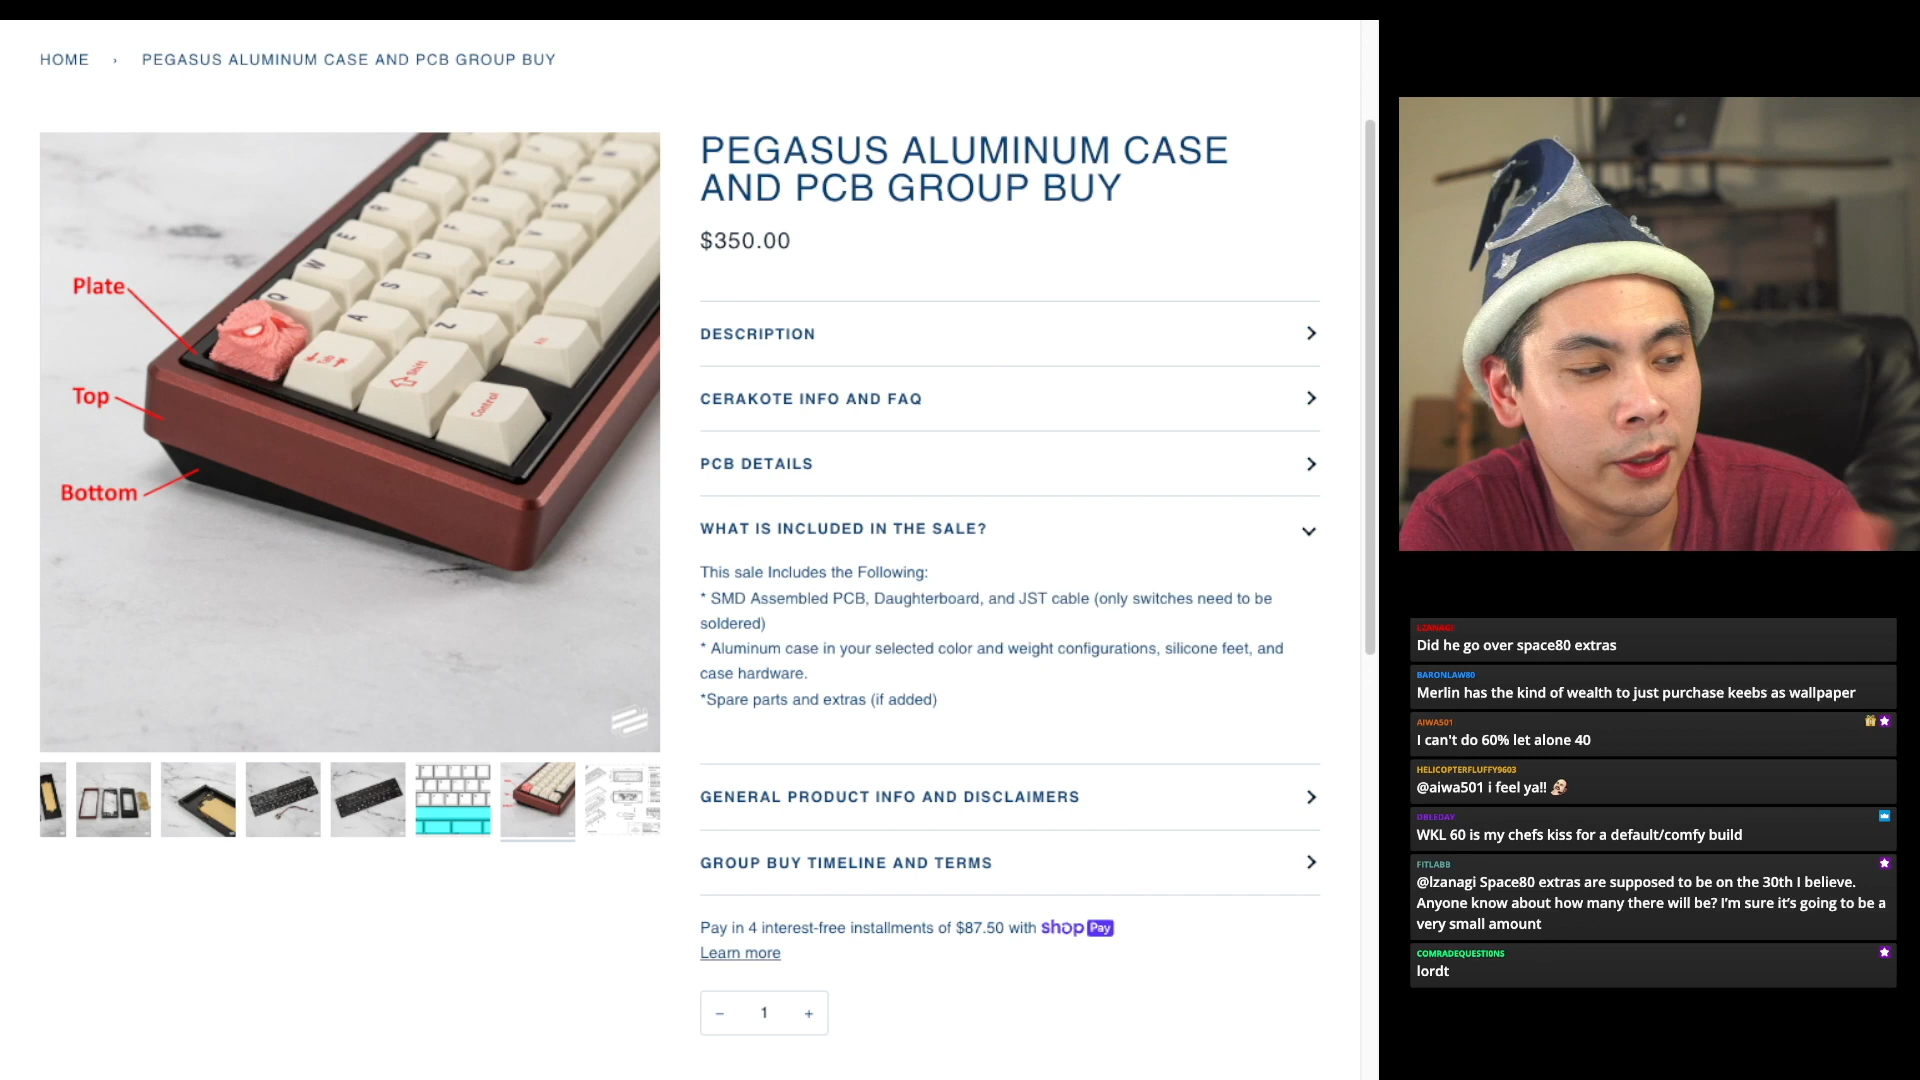 HOME › PEGASUS ALUMINUM CASE AND PCB GROUP BUY
Plate
Top
Bottom
Q
W
E
R
A
S
D
F
Z
X
C
Shift
Control
Alt
PEGASUS ALUMINUM CASE
AND PCB GROUP BUY
$350.00
DESCRIPTION
CERAKOTE INFO AND FAQ
PCB DETAILS
WHAT IS INCLUDED IN THE SALE?
This sale Includes the Following:
* SMD Assembled PCB, Daughterboard, and JST cable (only switches need to be
soldered)
* Aluminum case in your selected color and weight configurations, silicone feet, and
case hardware.
*Spare parts and extras (if added)
GENERAL PRODUCT INFO AND DISCLAIMERS
GROUP BUY TIMELINE AND TERMS
Pay in 4 interest-free installments of $87.50 with shop Pay
Learn more
− 1 +
LZANAGI
Did he go over space80 extras
BARONLAW80
Merlin has the kind of wealth to just purchase keebs as wallpaper
AIWA501
I can't do 60% let alone 40
HELICOPTERFLUFFY9603
@aiwa501 i feel ya!!
OBEEDAY
WKL 60 is my chefs kiss for a default/comfy build
FITLABB
@lzanagi Space80 extras are supposed to be on the 30th I believe.
Anyone know about how many there will be? I'm sure it's going to be a
very small amount
COMRADEQUESTI0NS
lordt